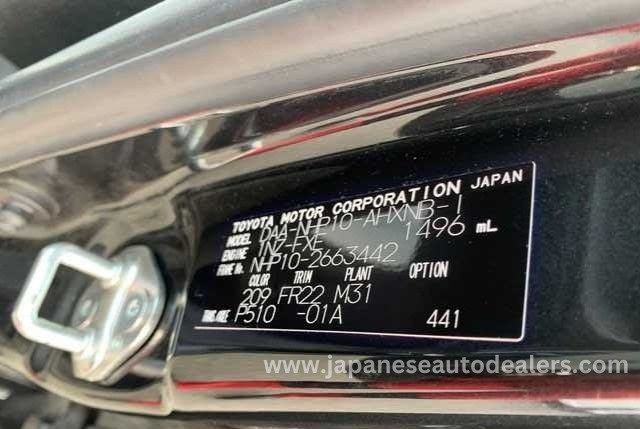 TOYOTA MOTOR CORPORATION JAPAN
MODEL DAA-NHP10-AHXNB-1
ENGINE 1NZ-FXE 1496 mL
FRAME No. NHP10-2663442
COLOR TRIM PLANT OPTION
209 FR22 M31
TRANS/AXLE P510 -01A 441
www.japaneseautodealers.com